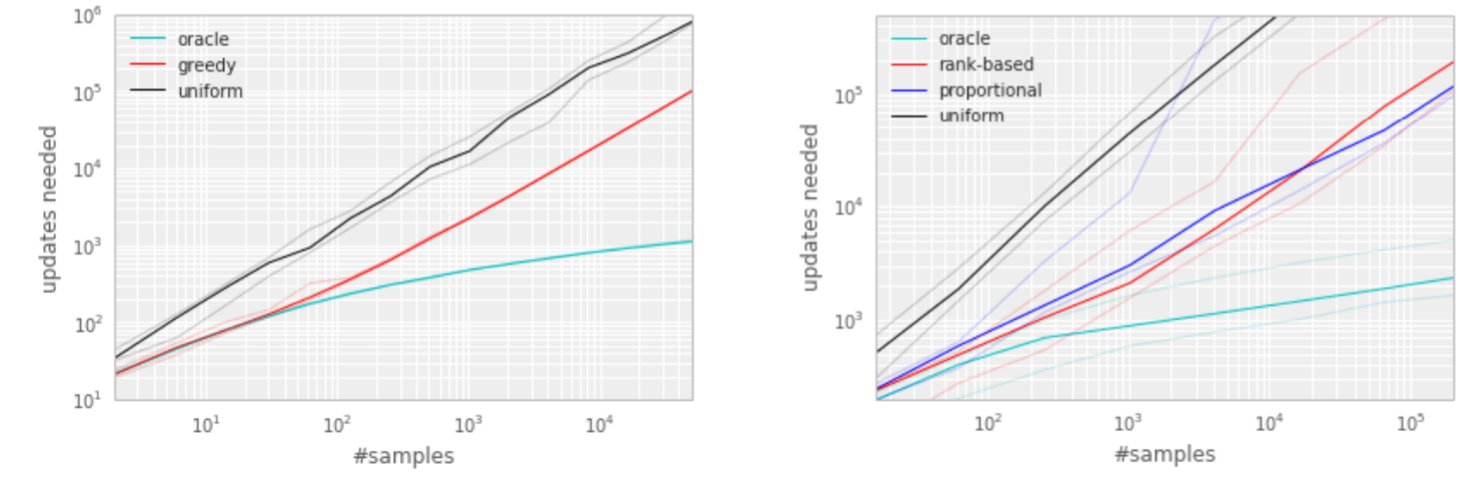 updates needed
10^6
10^5
10^4
10^3
10^2
10^1
oracle
greedy
uniform
10^1
10^2
10^3
10^4
#samples
updates needed
10^5
10^4
10^3
oracle
rank-based
proportional
uniform
10^2
10^3
10^4
10^5
#samples